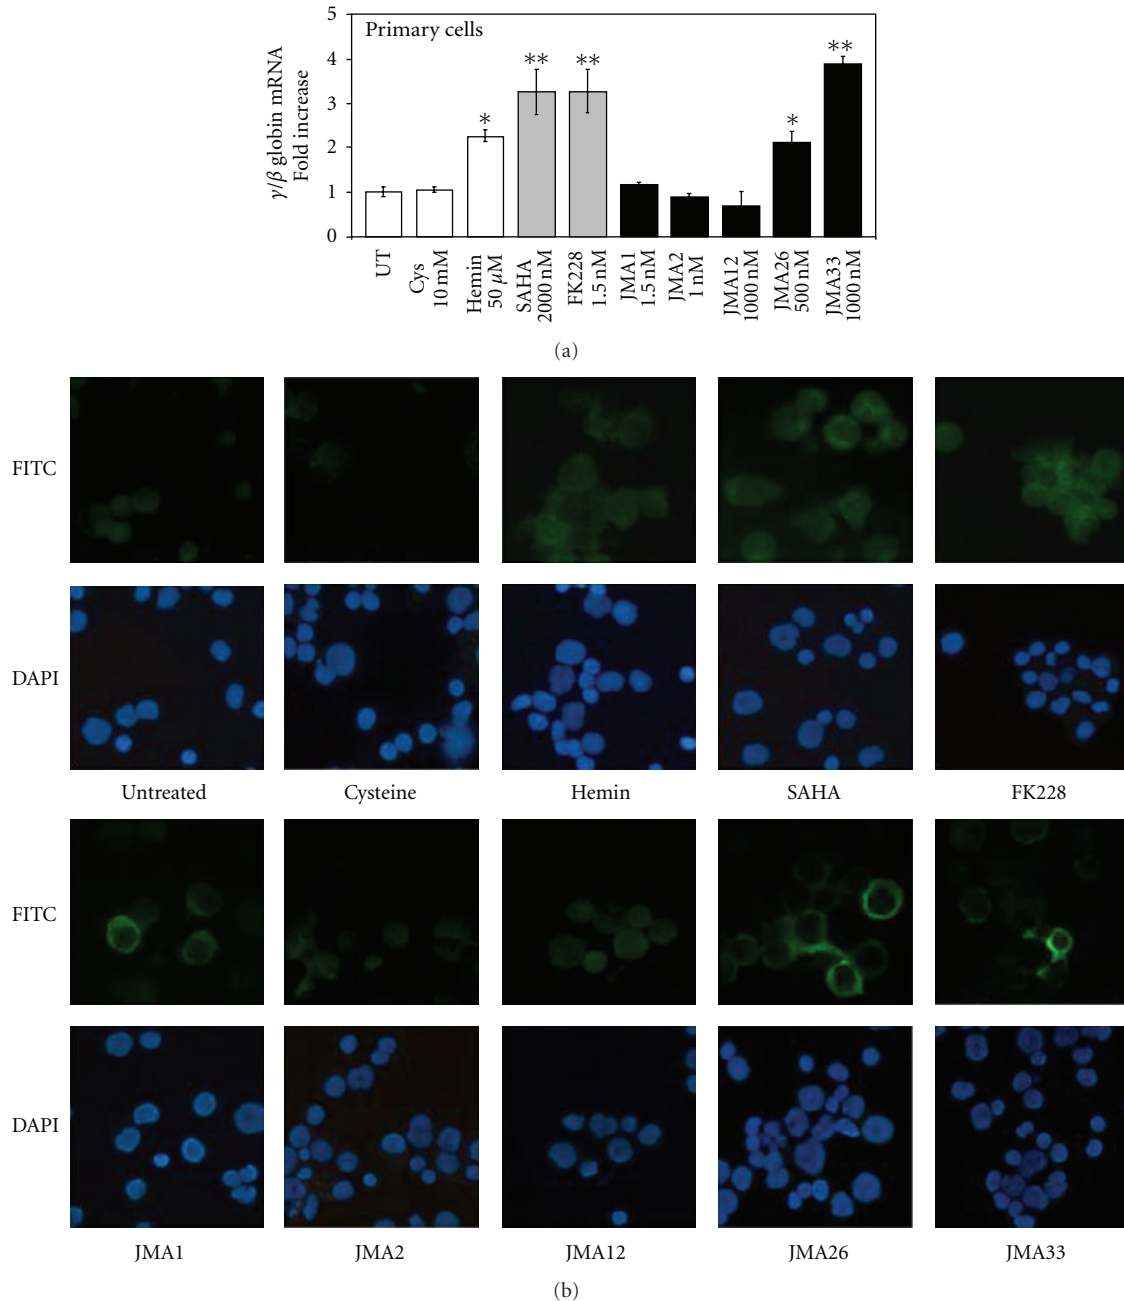 5
4
3
2
1
0
γ/β globin mRNA
Fold increase
Primary cells
*
**
**
*
**
UT
Cys
10 mM
Hemin
50 μM
SAHA
2000 nM
FK228
1.5 nM
JMA1
1.5 nM
JMA2
1 nM
JMA12
1000 nM
JMA26
500 nM
JMA33
1000 nM
(a)
FITC
DAPI
Untreated
Cysteine
Hemin
SAHA
FK228
FITC
DAPI
JMA1
JMA2
JMA12
JMA26
JMA33
(b)